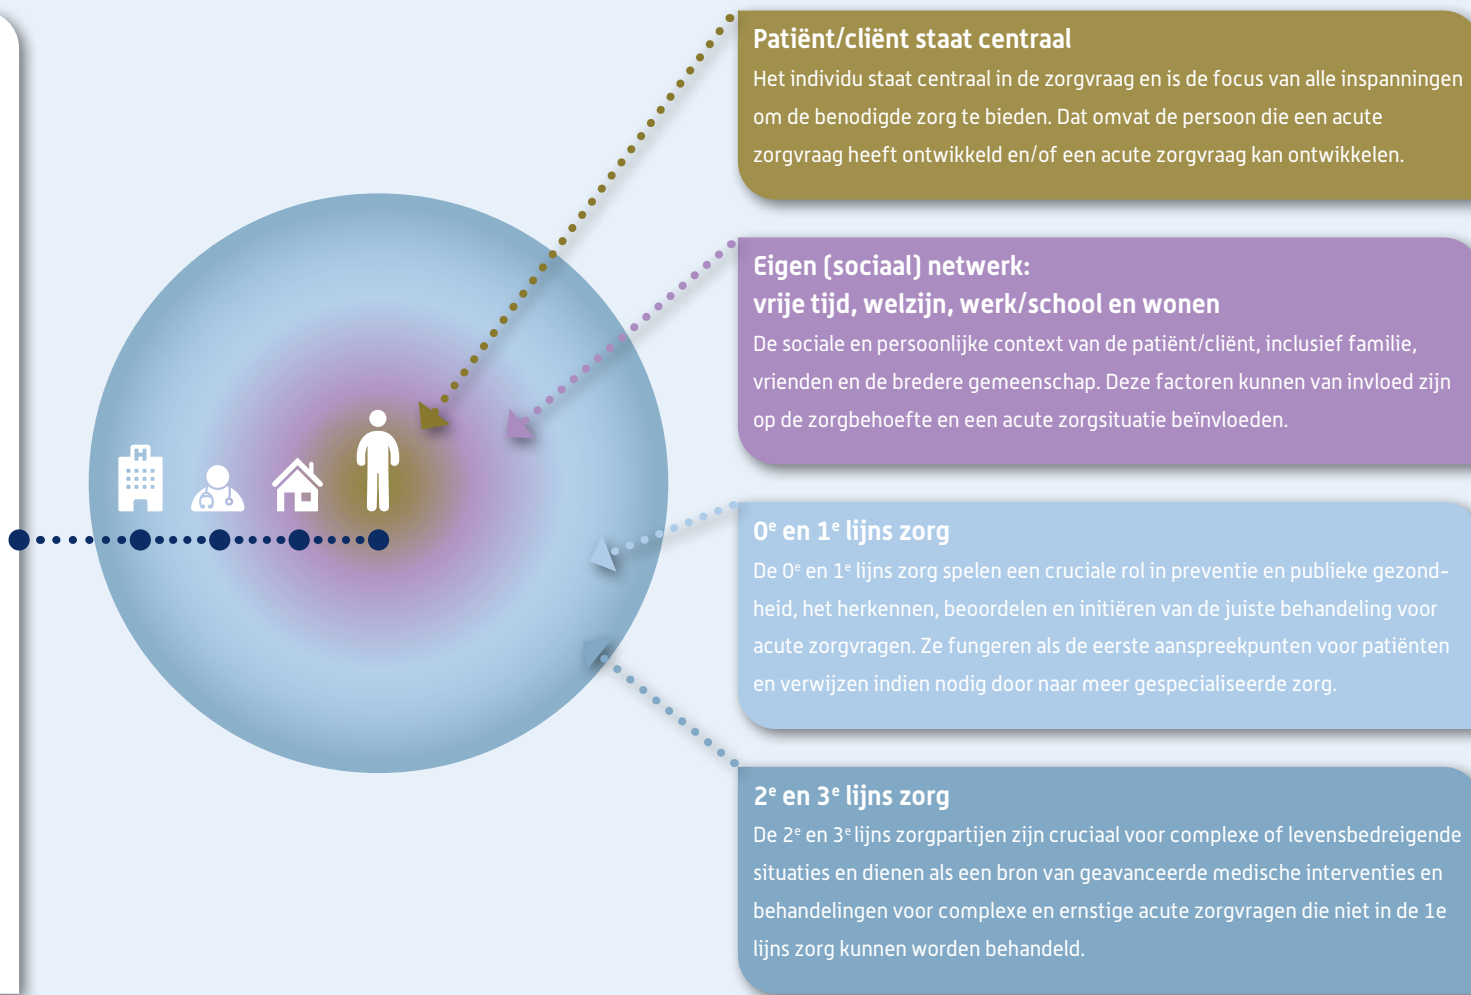 Patiënt/cliënt staat centraal
Het individu staat centraal in de zorgvraag en is de focus van alle inspanningen
om de benodigde zorg te bieden. Dat omvat de persoon die een acute
zorgvraag heeft ontwikkeld en/of een acute zorgvraag kan ontwikkelen.
Eigen (sociaal) netwerk:
vrije tijd, welzijn, werk/school en wonen
De sociale en persoonlijke context van de patiënt/cliënt, inclusief familie,
vrienden en de bredere gemeenschap. Deze factoren kunnen van invloed zijn
op de zorgbehoefte en een acute zorgsituatie beïnvloeden.
H
0ᵉ en 1ᵉ lijns zorg
De 0ᵉ en 1ᵉ lijns zorg spelen een cruciale rol in preventie en publieke gezond-
heid, het herkennen, beoordelen en initiëren van de juiste behandeling voor
acute zorgvragen. Ze fungeren als de eerste aanspreekpunten voor patiënten
en verwijzen indien nodig door naar meer gespecialiseerde zorg.
2ᵉ en 3ᵉ lijns zorg
De 2ᵉ en 3ᵉ lijns zorgpartijen zijn cruciaal voor complexe of levensbedreigende
situaties en dienen als een bron van geavanceerde medische interventies en
behandelingen voor complexe en ernstige acute zorgvragen die niet in de 1e
lijns zorg kunnen worden behandeld.